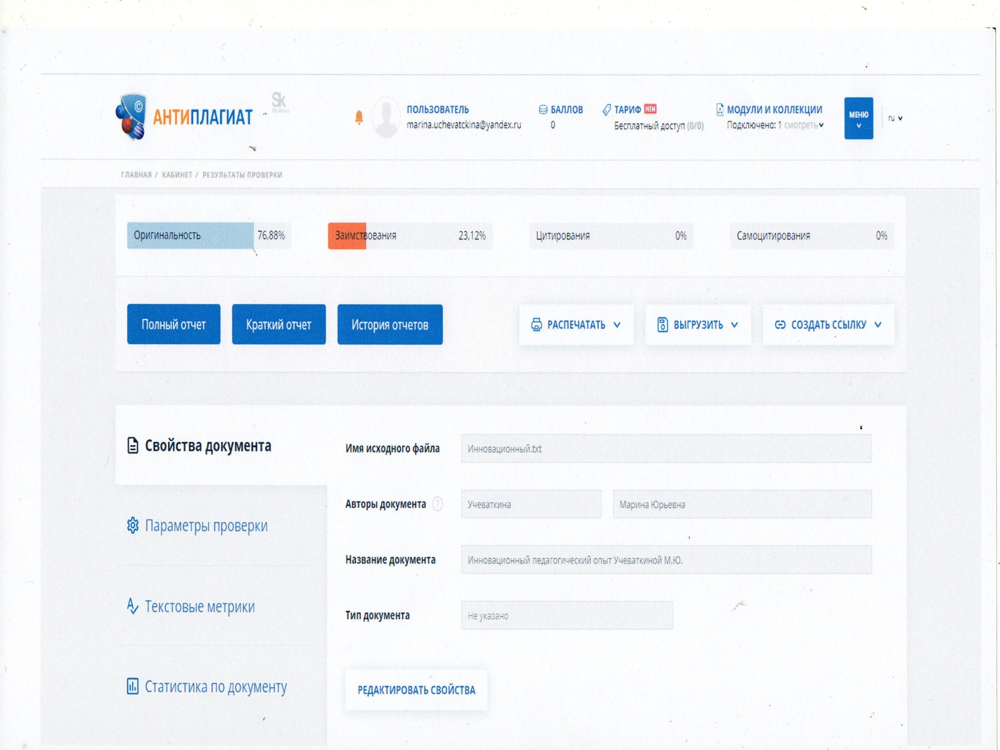 АНТИПЛАГИАТ
Sk
Skolkovo
ПОЛЬЗОВАТЕЛЬ
marina.uchevatckina@yandex.ru
БАЛЛОВ
0
ТАРИФ NEW
Бесплатный доступ (0/0)
МОДУЛИ И КОЛЛЕКЦИИ
Подключено: 1 смотреть
МЕНЮ
ru
ГЛАВНАЯ / КАБИНЕТ / РЕЗУЛЬТАТЫ ПРОВЕРКИ
Оригинальность 76,88%
Заимствования 23,12%
Цитирования 0%
Самоцитирования 0%
Полный отчет
Краткий отчет
История отчетов
РАСПЕЧАТАТЬ
ВЫГРУЗИТЬ
СОЗДАТЬ ССЫЛКУ
Свойства документа
Параметры проверки
Текстовые метрики
Статистика по документу
Имя исходного файла Инновационный.txt
Авторы документа ? Учеваткина Марина Юрьевна
Название документа Инновационный педагогический опыт Учеваткиной М.Ю.
Тип документа Не указано
РЕДАКТИРОВАТЬ СВОЙСТВА